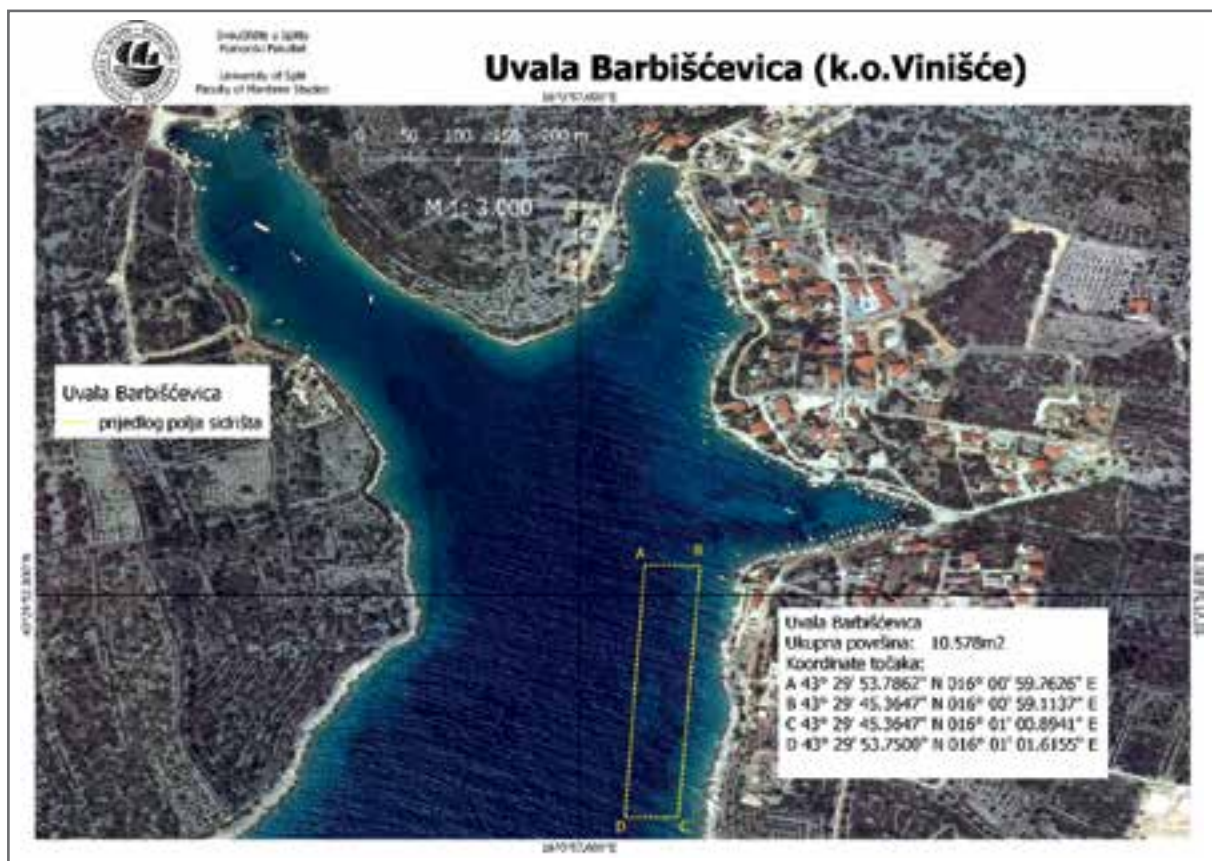 Sveučilište u Splitu
Pomorski Fakultet
University of Split
Faculty of Maritime Studies
Uvala Barbišćevica (k.o.Vinišće)
0 50 100 150 200 m
M 1: 3.000
Uvala Barbišćevica
prijedlog polja sidrišta
A B
D C
Uvala Barbišćevica
Ukupna površina: 10.578m2
Koordinate točaka:
A 43° 29' 53.7862" N 016° 00' 59.7626" E
B 43° 29' 45.3647" N 016° 00' 59.1137" E
C 43° 29' 45.3647" N 016° 01' 00.8941" E
D 43° 29' 53.7508" N 016° 01' 01.6155" E